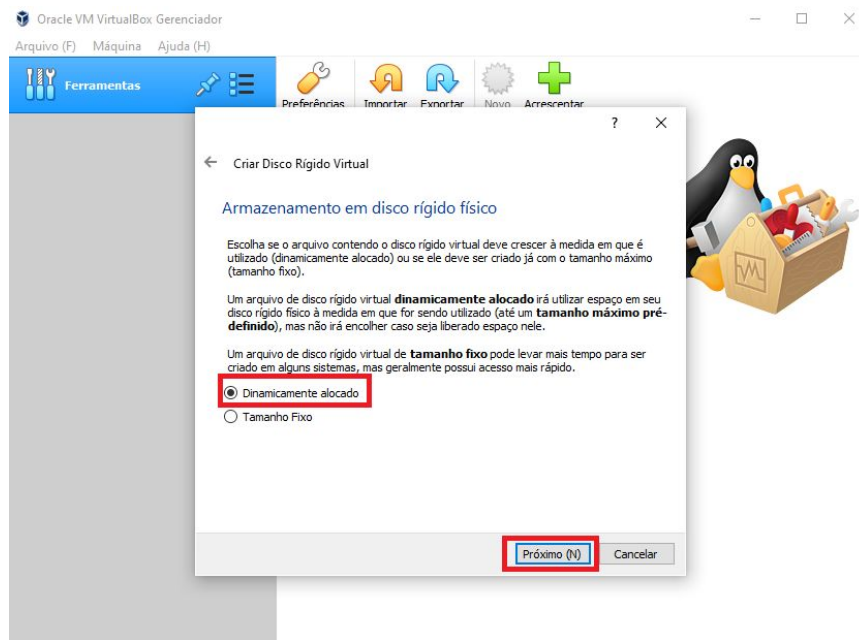 Oracle VM VirtualBox Gerenciador
Arquivo (F) Máquina Ajuda (H)
Ferramentas
Preferências Importar Exportar Novo Acrescentar
?
Criar Disco Rígido Virtual
Armazenamento em disco rígido físico
Escolha se o arquivo contendo o disco rígido virtual deve crescer à medida em que é
utilizado (dinamicamente alocado) ou se ele deve ser criado já com o tamanho máximo
(tamanho fixo).
Um arquivo de disco rígido virtual dinamicamente alocado irá utilizar espaço em seu
disco rígido físico à medida em que for sendo utilizado (até um tamanho máximo pré-
definido), mas não irá encolher caso seja liberado espaço nele.
Um arquivo de disco rígido virtual de tamanho fixo pode levar mais tempo para ser
criado em alguns sistemas, mas geralmente possui acesso mais rápido.
Dinamicamente alocado
Tamanho Fixo
Próximo (N) Cancelar